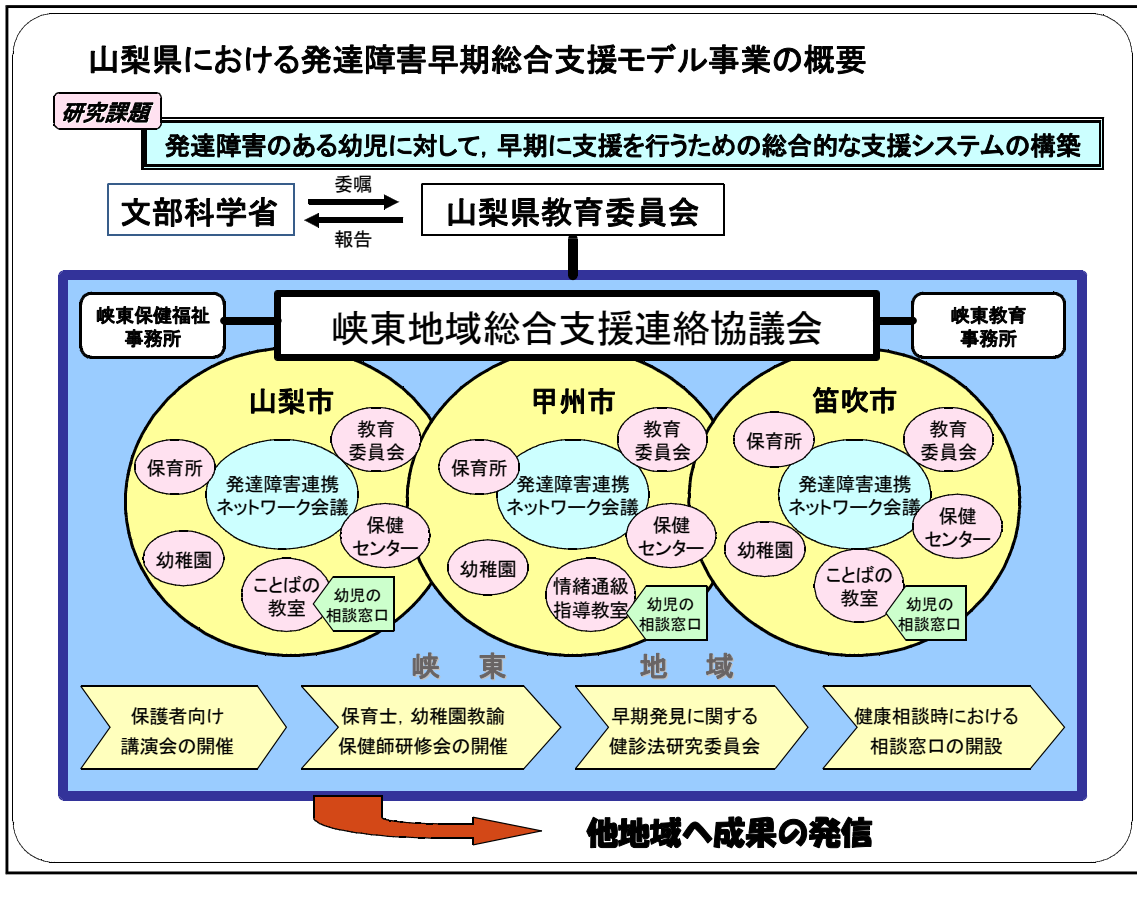 山梨県における発達障害早期総合支援モデル事業の概要
研究課題
発達障害のある幼児に対して，早期に支援を行うための総合的な支援システムの構築
文部科学省
委嘱
報告
山梨県教育委員会
峡東保健福祉
事務所
峡東地域総合支援連絡協議会
峡東教育
事務所
山梨市
教育
委員会
保育所
発達障害連携
ネットワーク会議
保健
センター
幼稚園
ことばの
教室
幼児の
相談窓口
甲州市
教育
委員会
保育所
発達障害連携
ネットワーク会議
保健
センター
幼稚園
情緒通級
指導教室
幼児の
相談窓口
笛吹市
教育
委員会
保育所
発達障害連携
ネットワーク会議
保健
センター
幼稚園
ことばの
教室
幼児の
相談窓口
峡　東　　地　域
保護者向け
講演会の開催
保育士，幼稚園教諭
保健師研修会の開催
早期発見に関する
健診法研究委員会
健康相談時における
相談窓口の開設
他地域へ成果の発信